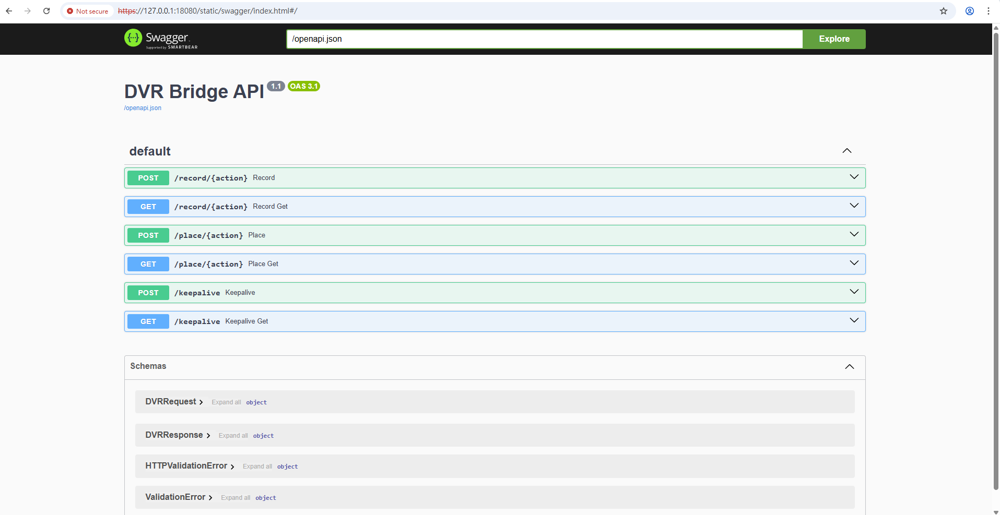 Not secure https://127.0.0.1:18080/static/swagger/index.html#/
Swagger.
Supported by SMARTBEAR
/openapi.json
Explore
DVR Bridge API 1.1 OAS 3.1
/openapi.json
default
POST /record/{action} Record
GET /record/{action} Record Get
POST /place/{action} Place
GET /place/{action} Place Get
POST /keepalive Keepalive
GET /keepalive Keepalive Get
Schemas
DVRRequest Expand all object
DVRResponse Expand all object
HTTPValidationError Expand all object
ValidationError Expand all object